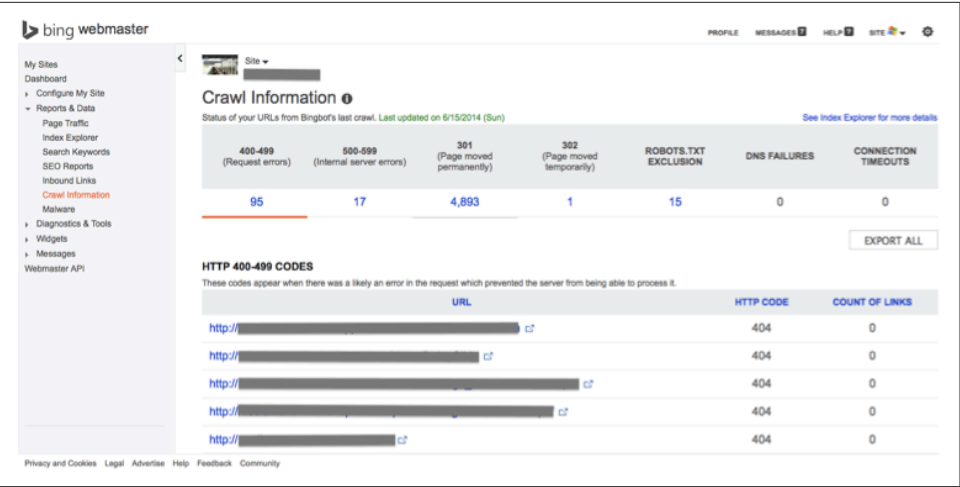 bing webmaster
PROFILE MESSAGES ? HELP ? SITE
My Sites
Dashboard
Configure My Site
Reports & Data
Page Traffic
Index Explorer
Search Keywords
SEO Reports
Inbound Links
Crawl Information
Malware
Diagnostics & Tools
Widgets
Messages
Webmaster API
Site
Crawl Information
Status of your URLs from Bingbot's last crawl. Last updated on 6/15/2014 (Sun) See Index Explorer for more details
400-499 (Request errors)
500-599 (Internal server errors)
301 (Page moved permanently)
302 (Page moved temporarily)
ROBOTS.TXT EXCLUSION
DNS FAILURES
CONNECTION TIMEOUTS
95 17 4,893 1 15 0 0
EXPORT ALL
HTTP 400-499 CODES
These codes appear when there was a likely an error in the request which prevented the server from being able to process it.
URL HTTP CODE COUNT OF LINKS
http:// 404 0
http:// 404 0
http:// 404 0
http:// 404 0
http:// 404 0
Privacy and Cookies Legal Advertise Help Feedback Community